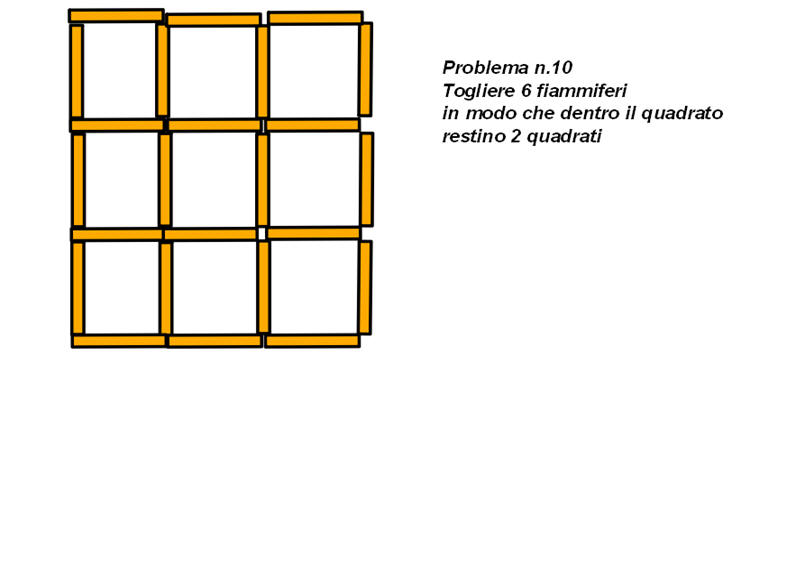 Problema n.10
Togliere 6 fiammiferi
in modo che dentro il quadrato
restino 2 quadrati